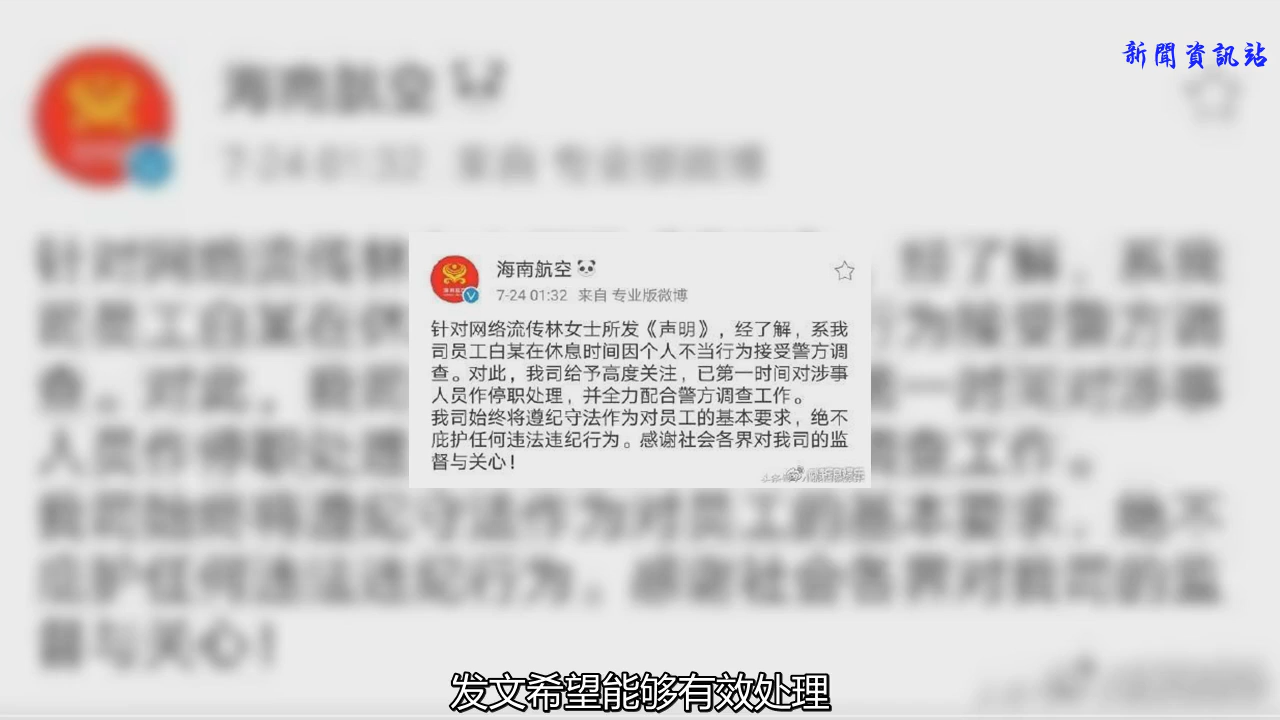 新聞資訊站
海南航空
7-24 01:32 来自 专业版微博
针对网络流传林女士所发《声明》，经了解，系我
司员工白某在休息时间因个人不当行为接受警方调
查。对此，我司给予高度关注，已第一时间对涉事
人员作停职处理，并全力配合警方调查工作。
我司始终将遵纪守法作为对员工的基本要求，绝不
庇护任何违法违纪行为。感谢社会各界对我司的监
督与关心！
发文希望能够有效处理